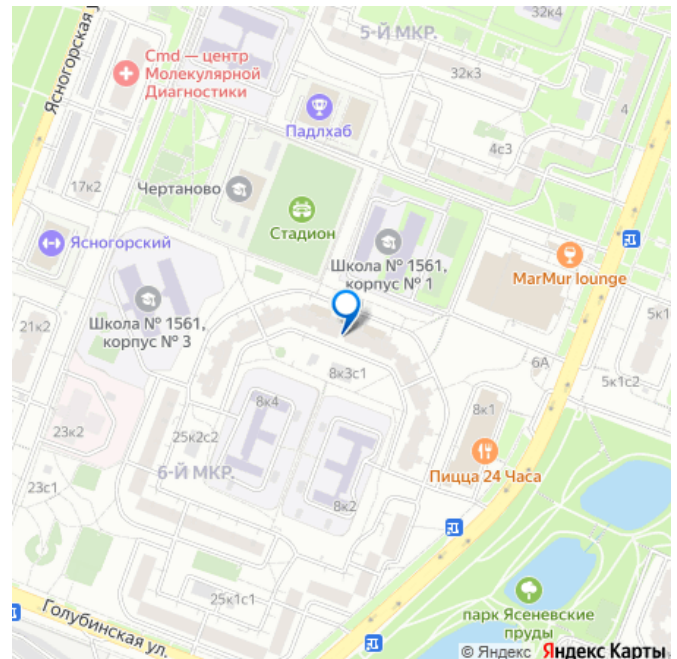 32к4
5-Й МКР.
Ясногорская у
Cmd — центр
Молекулярной
Диагностики
32к3
4
Падлхаб
4с3
17к2
Чертаново
Стадион
Ясногорский
Школа № 1561,
корпус № 1
MarMur lounge
21к2
Школа № 1561,
корпус № 3
5к1
6А
8к3с1
5к1с2
8к4
8к1
23к2
25к2с2
6-Й МКР.
Пицца 24 Часа
23с1
8к2
25к1с1
Голубинская ул.
парк Ясеневские
пруды
© Яндекс Яндекс Карты